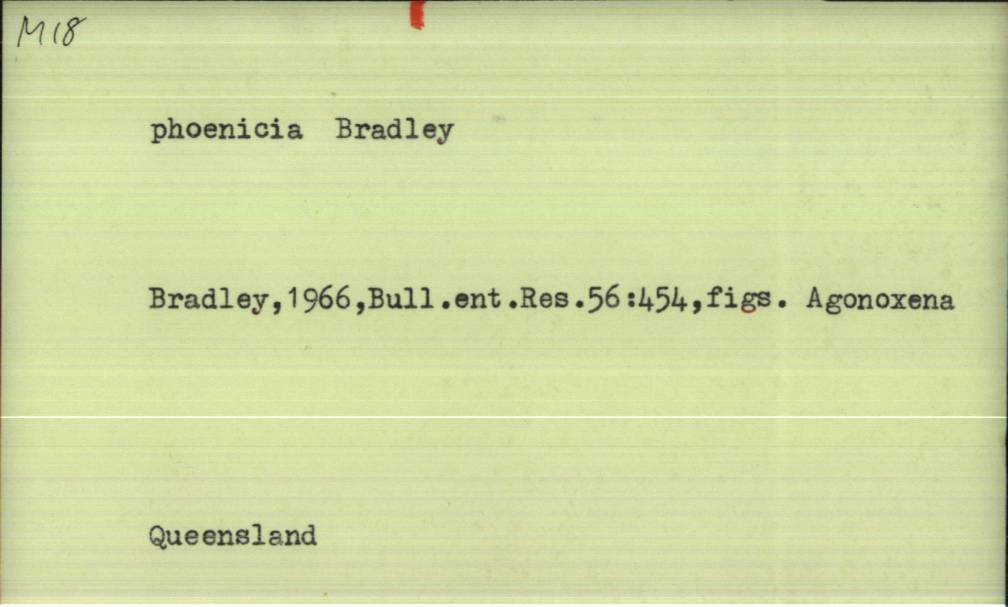 M18
phoenicia Bradley
Bradley,1966,Bull.ent.Res.56:454,figs. Agonoxena
Queensland